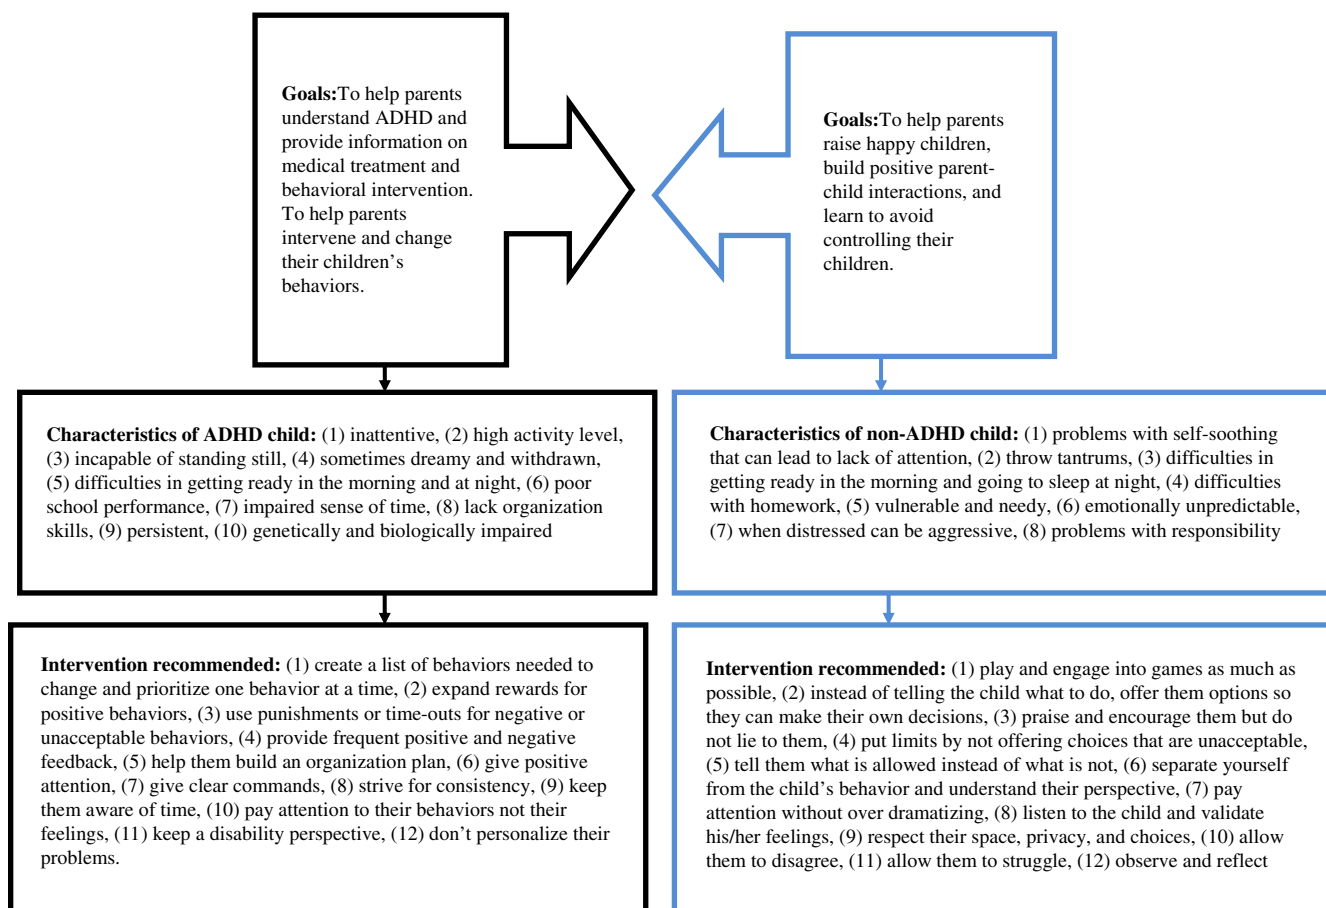 Goals:To help parents
understand ADHD and
provide information on
medical treatment and
behavioral intervention.
To help parents
intervene and change
their children’s
behaviors.
Goals:To help parents
raise happy children,
build positive parent-
child interactions, and
learn to avoid
controlling their
children.
Characteristics of ADHD child: (1) inattentive, (2) high activity level,
(3) incapable of standing still, (4) sometimes dreamy and withdrawn,
(5) difficulties in getting ready in the morning and at night, (6) poor
school performance, (7) impaired sense of time, (8) lack organization
skills, (9) persistent, (10) genetically and biologically impaired
Characteristics of non-ADHD child: (1) problems with self-soothing
that can lead to lack of attention, (2) throw tantrums, (3) difficulties in
getting ready in the morning and going to sleep at night, (4) difficulties
with homework, (5) vulnerable and needy, (6) emotionally unpredictable,
(7) when distressed can be aggressive, (8) problems with responsibility
Intervention recommended: (1) create a list of behaviors needed to
change and prioritize one behavior at a time, (2) expand rewards for
positive behaviors, (3) use punishments or time-outs for negative or
unacceptable behaviors, (4) provide frequent positive and negative
feedback, (5) help them build an organization plan, (6) give positive
attention, (7) give clear commands, (8) strive for consistency, (9) keep
them aware of time, (10) pay attention to their behaviors not their
feelings, (11) keep a disability perspective, (12) don’t personalize their
problems.
Intervention recommended: (1) play and engage into games as much as
possible, (2) instead of telling the child what to do, offer them options so
they can make their own decisions, (3) praise and encourage them but do
not lie to them, (4) put limits by not offering choices that are unacceptable,
(5) tell them what is allowed instead of what is not, (6) separate yourself
from the child’s behavior and understand their perspective, (7) pay
attention without over dramatizing, (8) listen to the child and validate
his/her feelings, (9) respect their space, privacy, and choices, (10) allow
them to disagree, (11) allow them to struggle, (12) observe and reflect